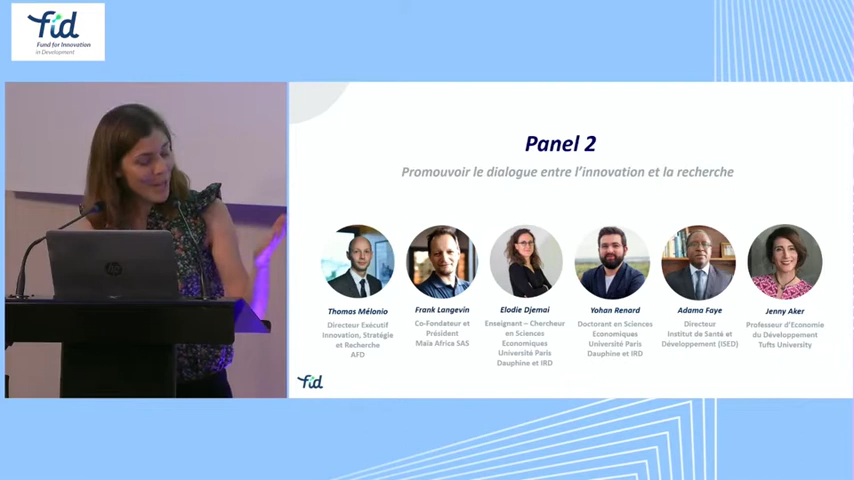 fid
Fund for Innovation
in Development
Panel 2
Promouvoir le dialogue entre l'innovation et la recherche
Thomas Mélonio
Directeur Exécutif
Innovation, Stratégie
et Recherche
AFD
Frank Langevin
Co-Fondateur et
Président
Maïa Africa SAS
Elodie Djemai
Enseignant – Chercheur
en Sciences
Economiques
Université Paris
Dauphine et IRD
Yohan Renard
Doctorant en Sciences
Economiques
Université Paris
Dauphine et IRD
Adama Faye
Directeur
Institut de Santé et
Développement (ISED)
Jenny Aker
Professeur d'Economie
du Développement
Tufts University
fid
hp